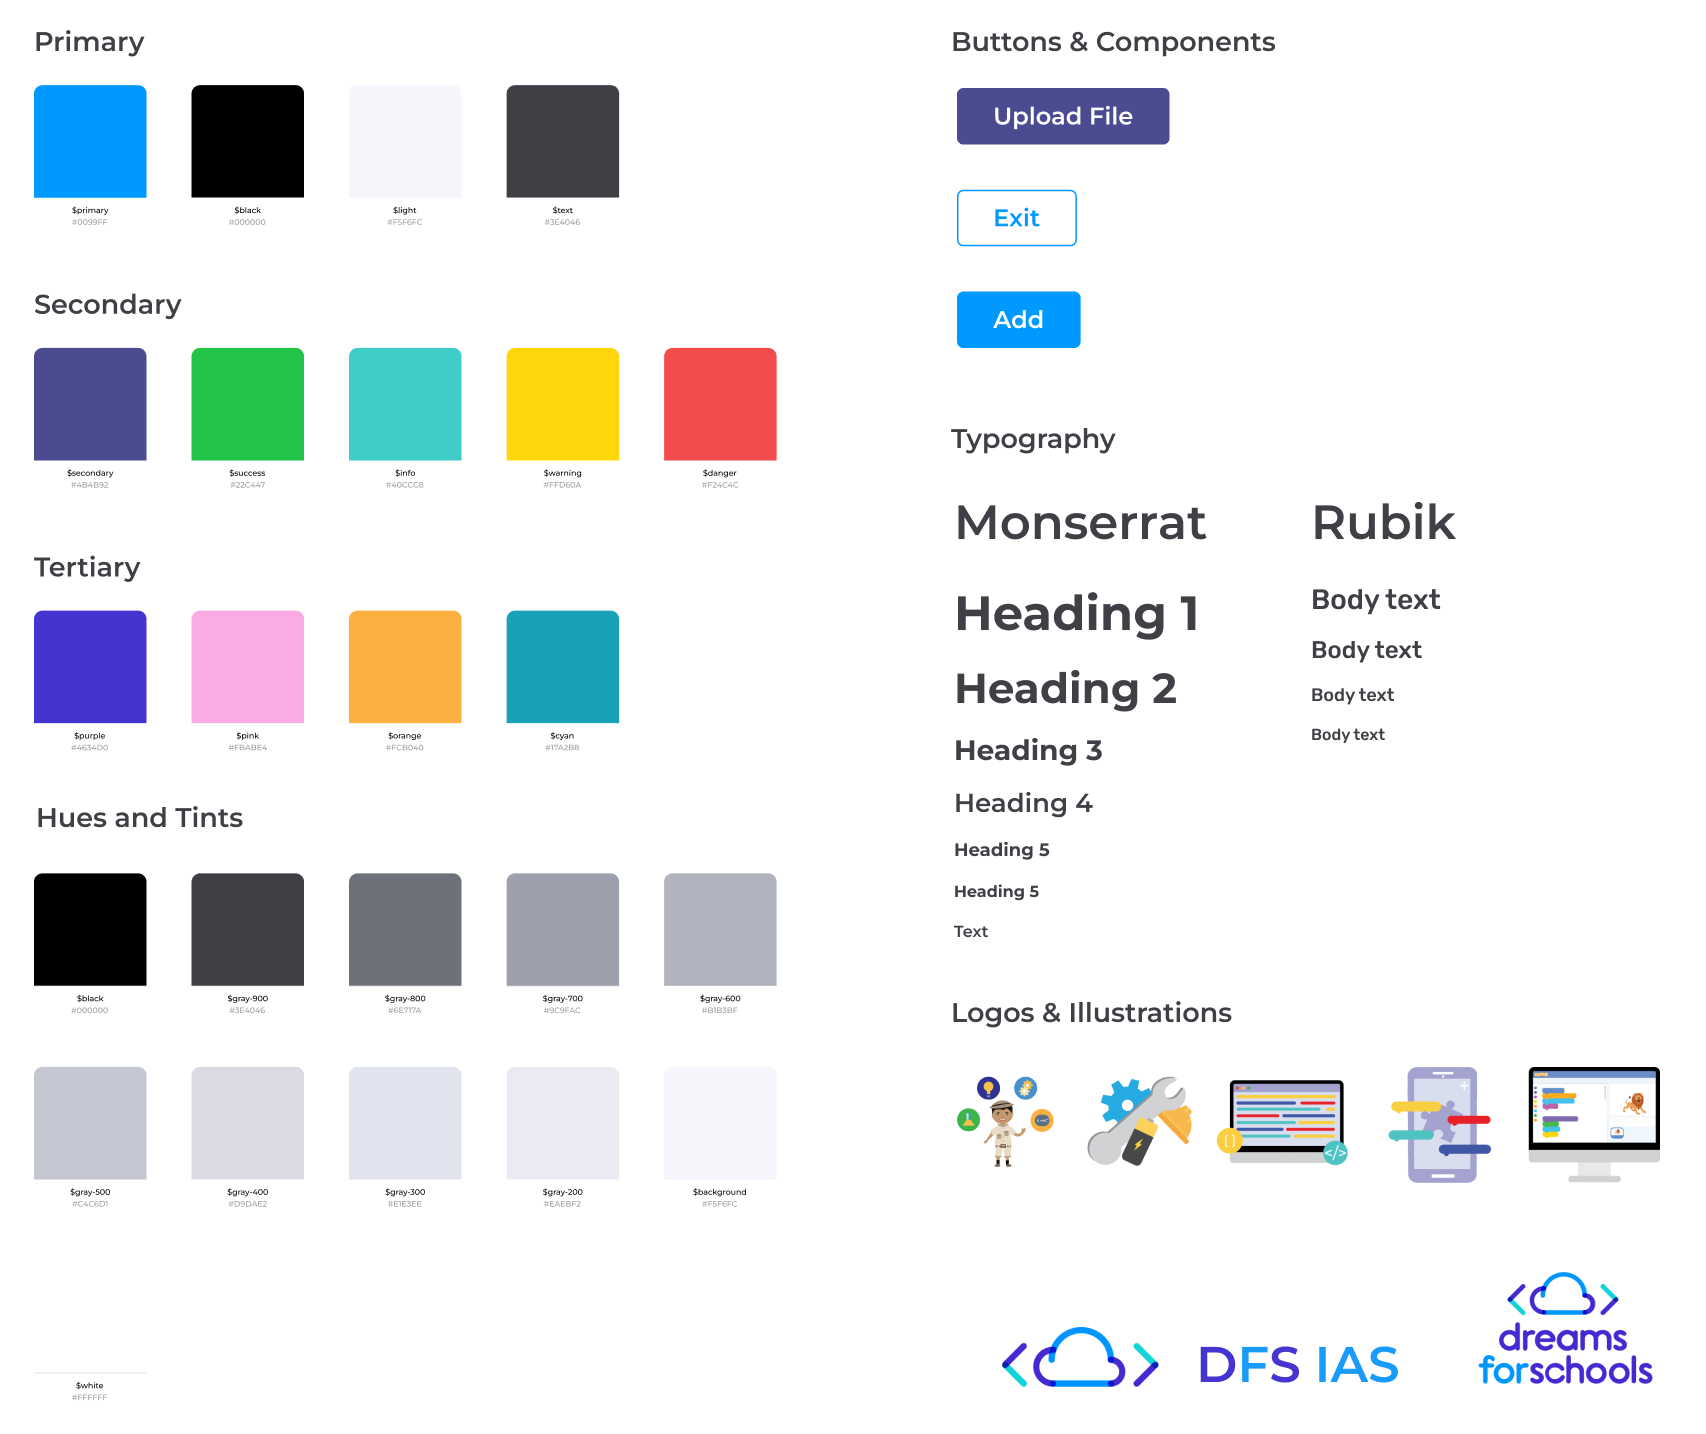 Primary
$primary
#0099FF
$black
#000000
$light
#F5F6FC
$text
#3E4046
Secondary
$secondary
#4B4B92
$success
#22C447
$info
#40CCC8
$warning
#FFD60A
$danger
#F24C4C
Tertiary
$purple
#4634D0
$pink
#FBABE4
$orange
#FCB040
$cyan
#17A2B8
Hues and Tints
$black
#000000
$gray-900
#3E4046
$gray-800
#6E717A
$gray-700
#9C9FAC
$gray-600
#B1B3BF
$gray-500
#C4C6D1
$gray-400
#D9DAE2
$gray-300
#E1E3EE
$gray-200
#EAEBF2
$background
#F5F6FC
$white
#FFFFFF
Buttons & Components
Upload File
Exit
Add
Typography
Monserrat
Heading 1
Heading 2
Heading 3
Heading 4
Heading 5
Heading 5
Text
Rubik
Body text
Body text
Body text
Body text
Logos & Illustrations
{ }
</>
DFS IAS
dreams
forschools